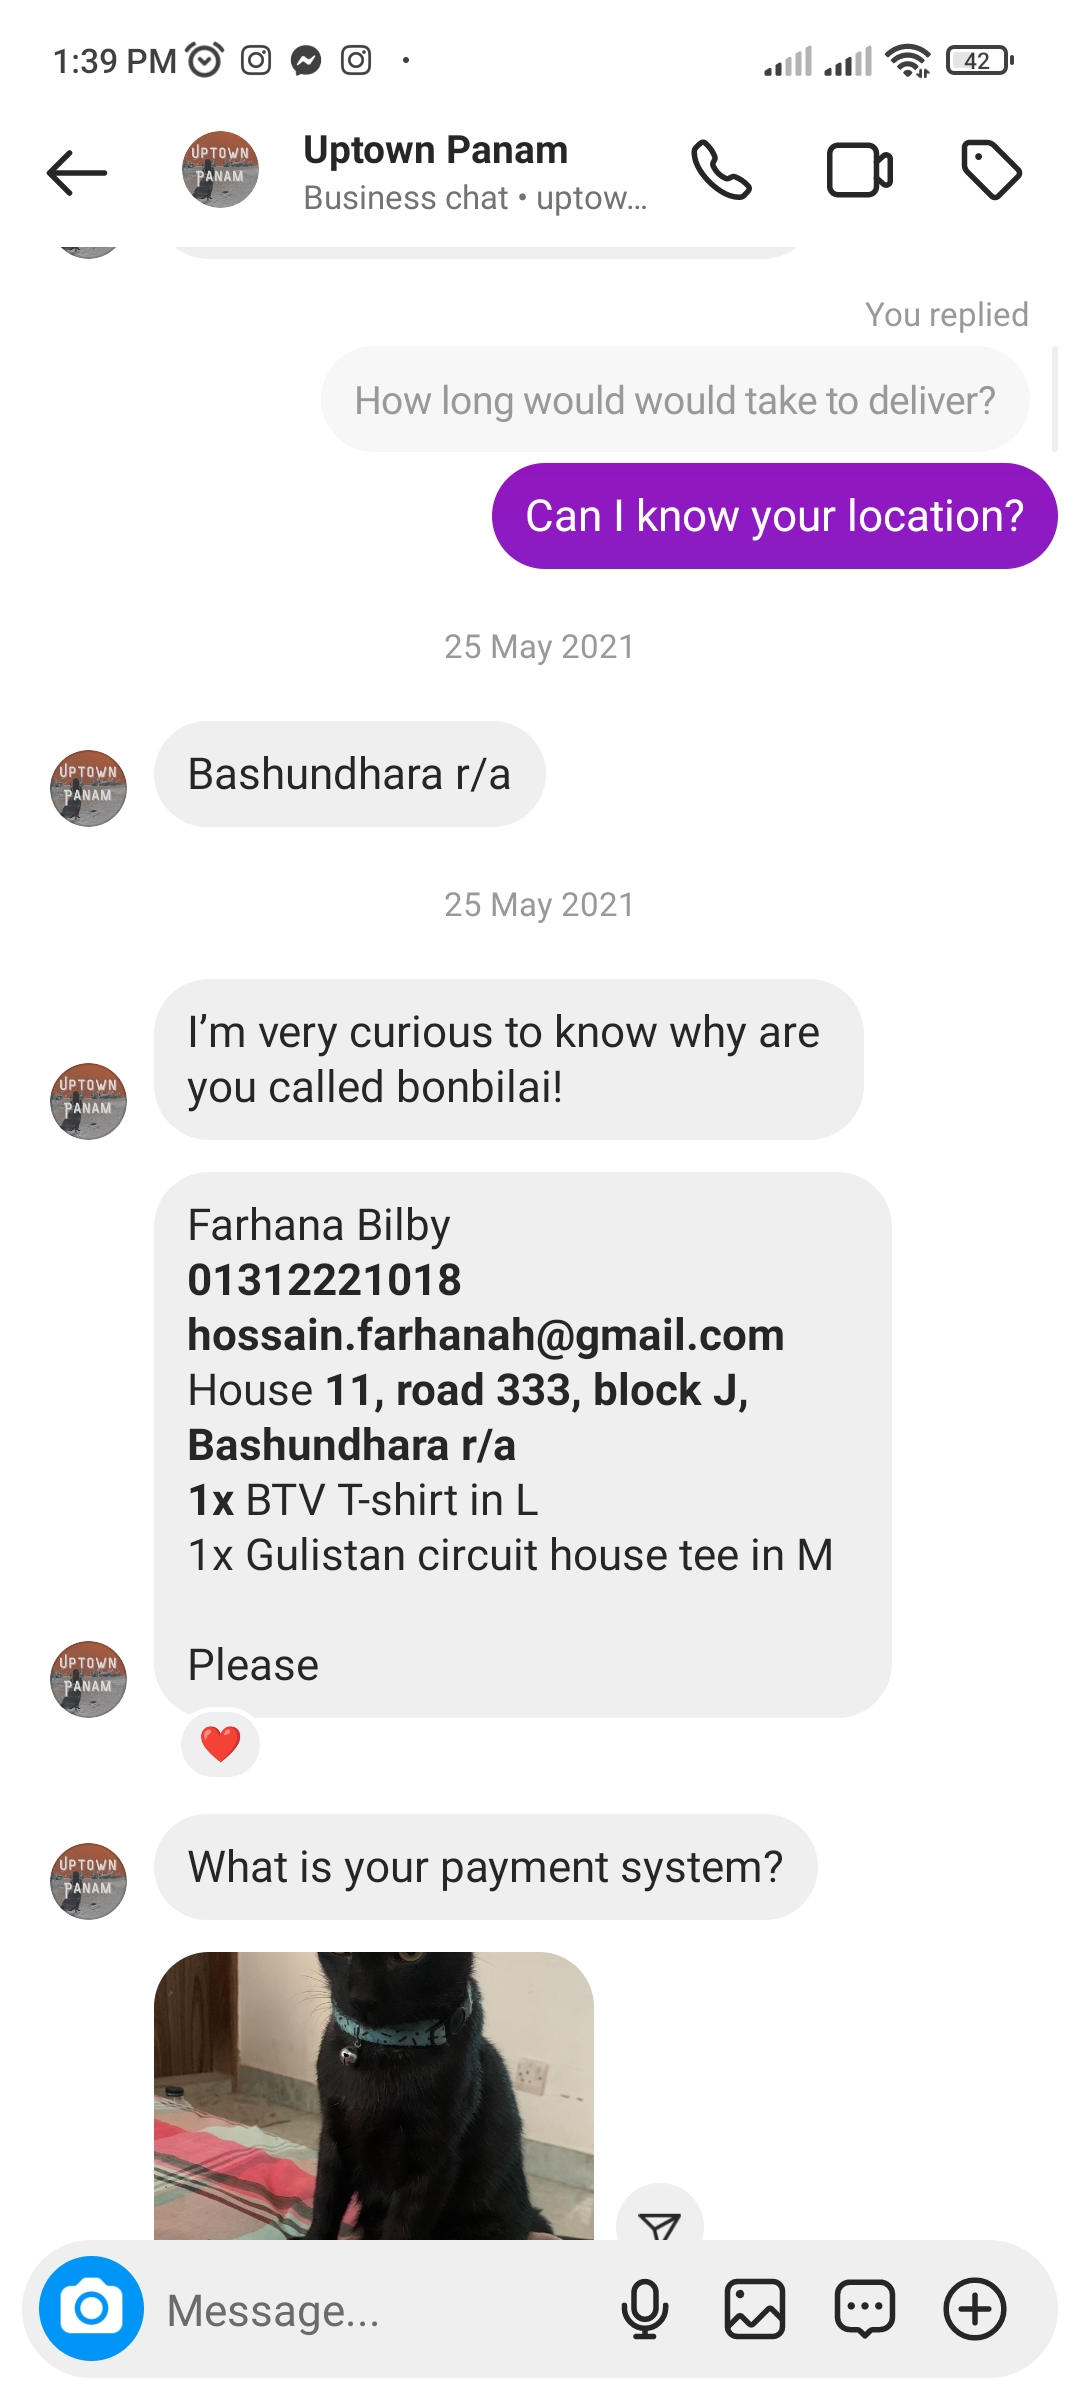 1:39 PM
42
UPTOWN
PANAM
Uptown Panam
Business chat • uptow...
You replied
How long would would take to deliver?
Can I know your location?
25 May 2021
Bashundhara r/a
UPTOWN
PANAM
25 May 2021
I'm very curious to know why are
you called bonbilai!
UPTOWN
PANAM
Farhana Bilby
01312221018
hossain.farhanah@gmail.com
House 11, road 333, block J,
Bashundhara r/a
1x BTV T-shirt in L
1x Gulistan circuit house tee in M
Please
UPTOWN
PANAM
What is your payment system?
UPTOWN
PANAM
Message...